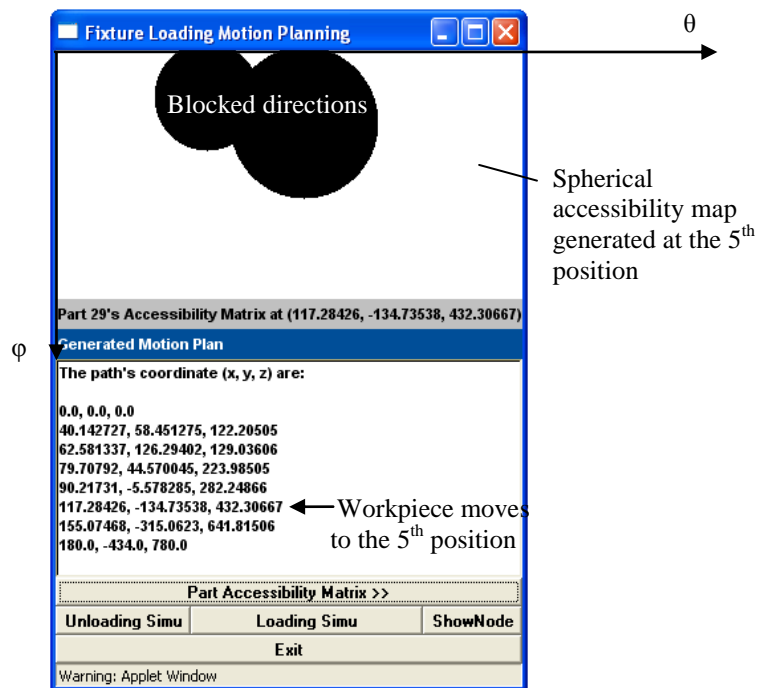 Fixture Loading Motion Planning
θ
Blocked directions
Spherical
accessibility map
generated at the 5th
position
Part 29's Accessibility Matrix at (117.28426, -134.73538, 432.30667)
φ
Generated Motion Plan
The path's coordinate (x, y, z) are:
0.0, 0.0, 0.0
40.142727, 58.451275, 122.20505
62.581337, 126.29402, 129.03606
79.70792, 44.570045, 223.98505
90.21731, -5.578285, 282.24866
117.28426, -134.73538, 432.30667
155.07468, -315.0623, 641.81506
180.0, -434.0, 780.0
Workpiece moves
to the 5th position
Part Accessibility Matrix >>
Unloading Simu
Loading Simu
ShowNode
Exit
Warning: Applet Window